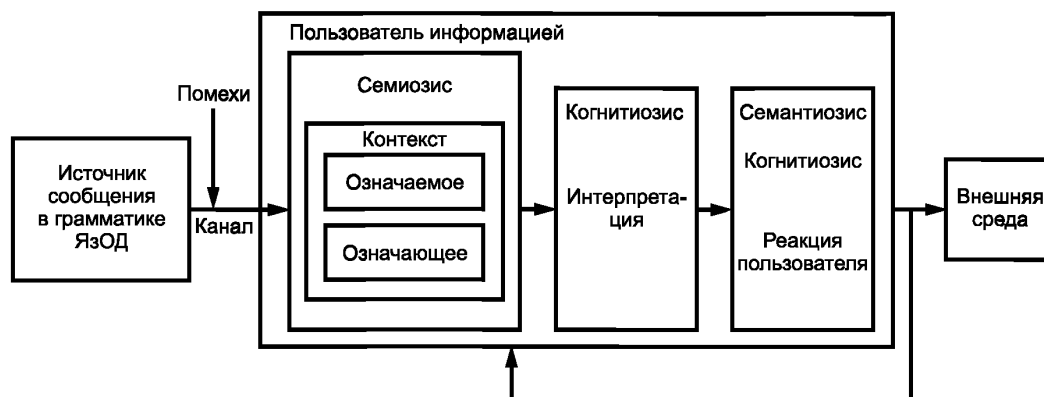 Пользователь информацией
Помехи
Источник
сообщения
в грамматике
ЯзОД
Канал
Семиозис
Контекст
Означаемое
Означающее
Когнитиозис
Интерпрета-
ция
Семантиозис
Когнитиозис
Реакция
пользователя
Внешняя
среда